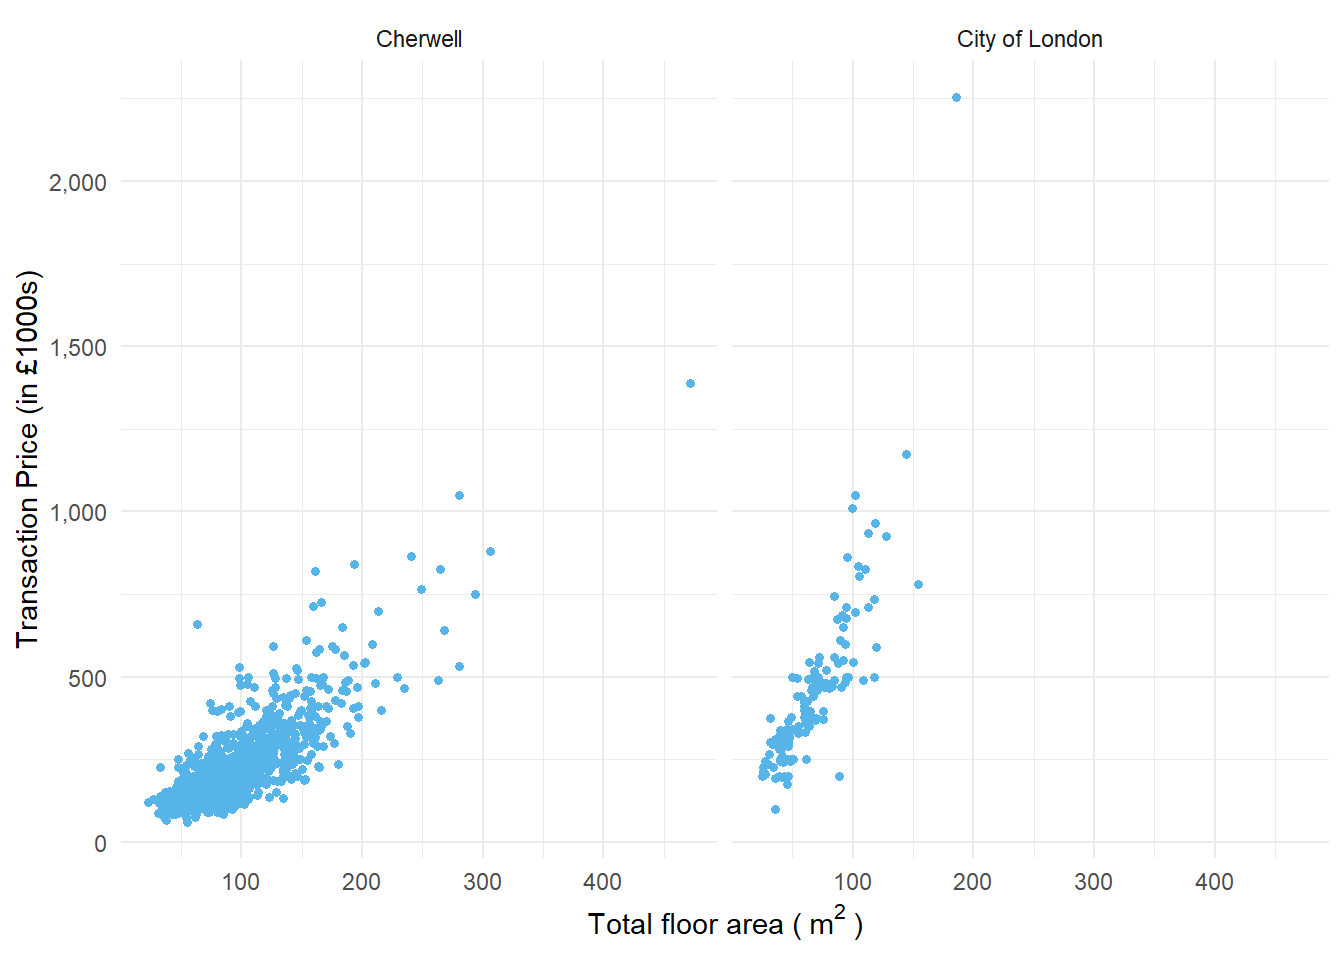 Cherwell
City of London
Transaction Price (in £1000s)
2,000
1,500
1,000
500
0
100 200 300 400
100 200 300 400
Total floor area ( m² )